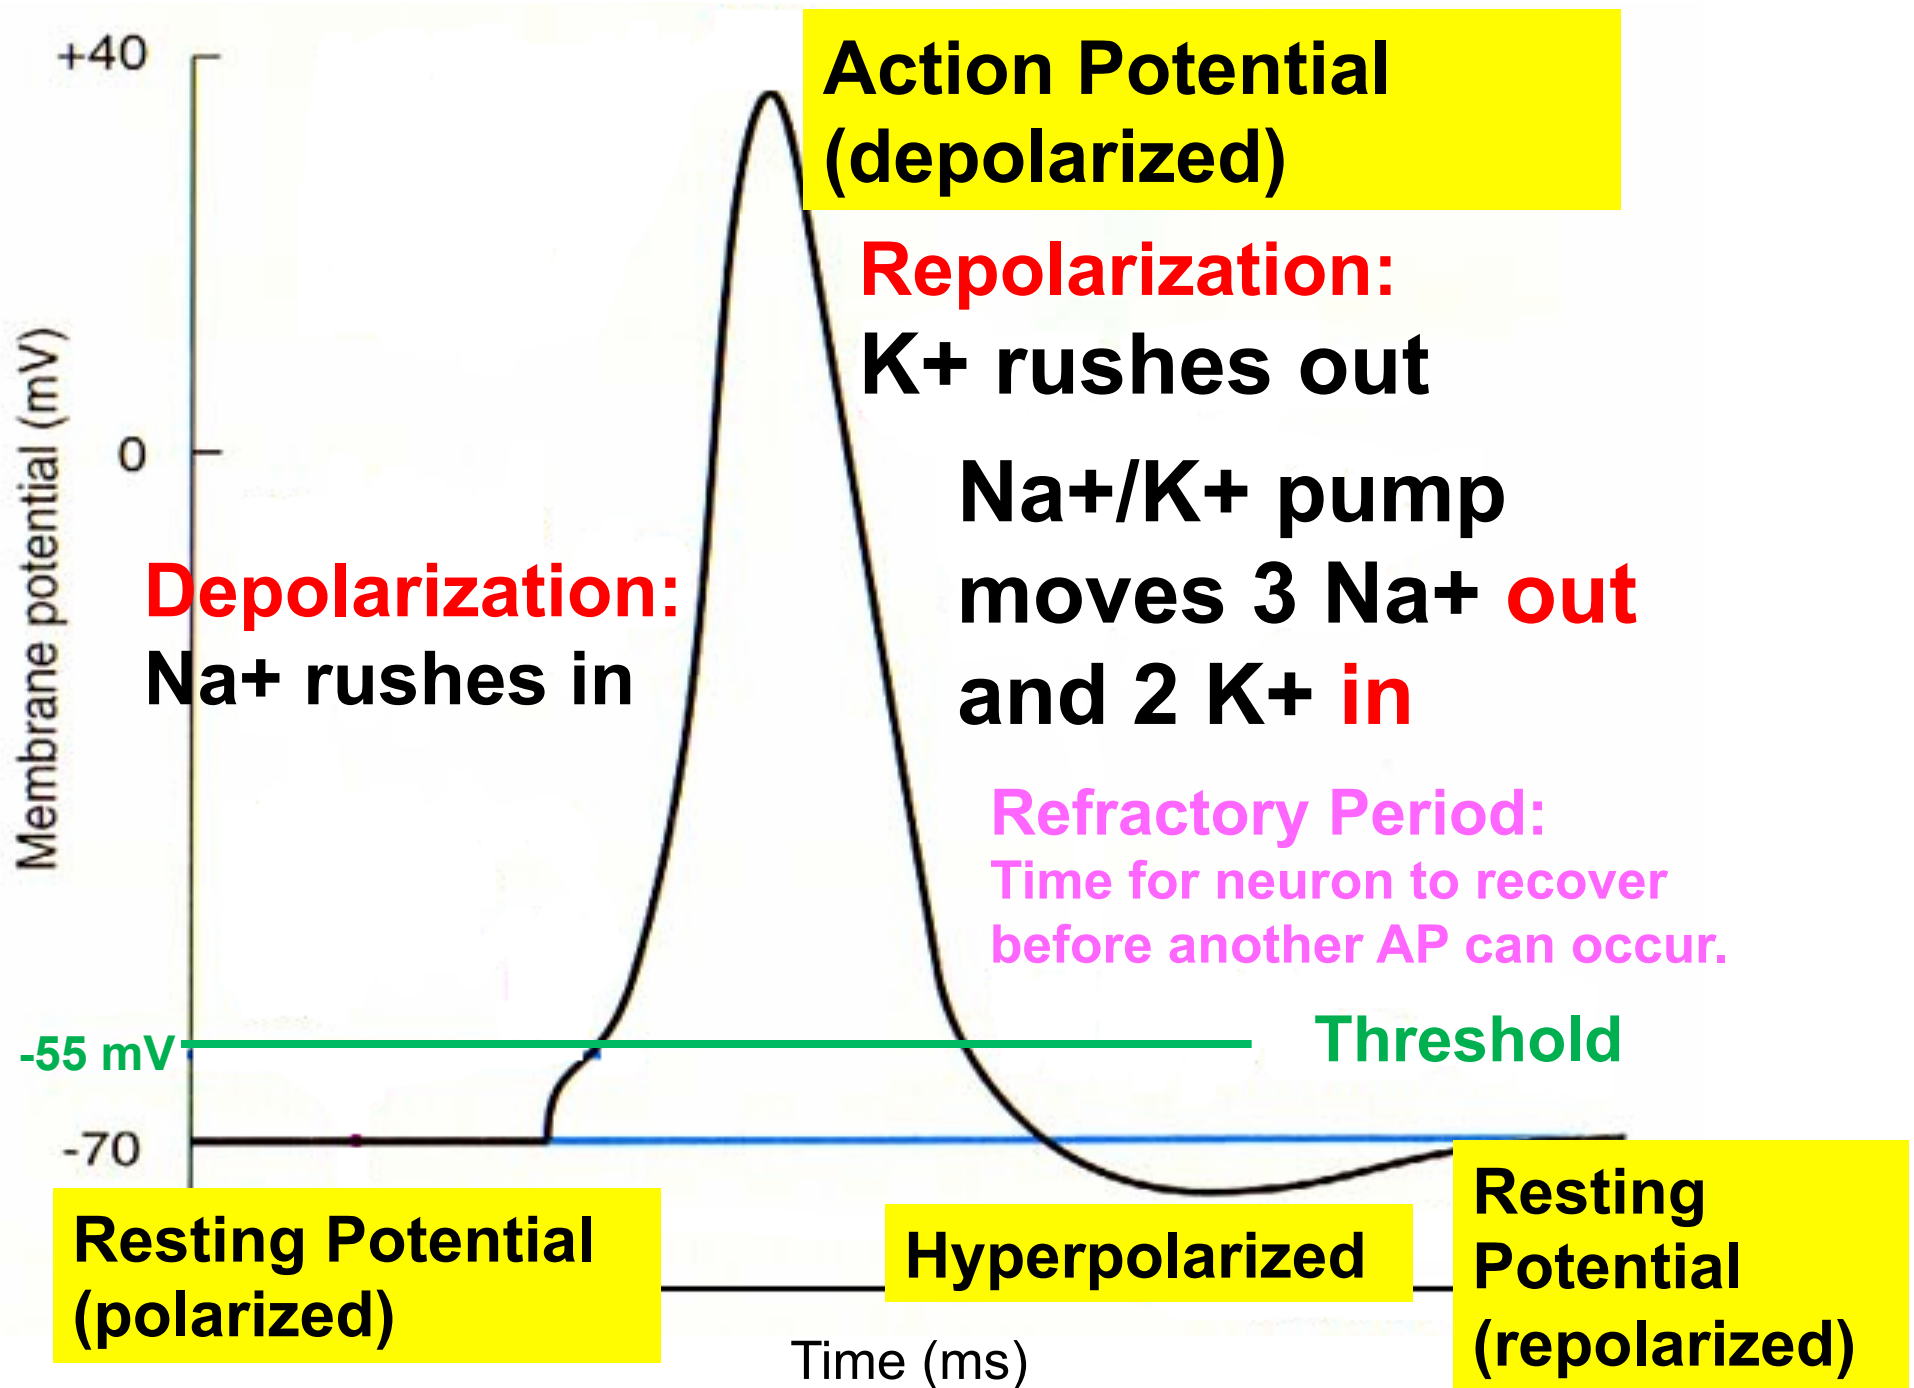 +40
Action Potential
(depolarized)
Repolarization:
K+ rushes out
Membrane potential (mV)
0
Na+/K+ pump
moves 3 Na+ out
and 2 K+ in
Depolarization:
Na+ rushes in
Refractory Period:
Time for neuron to recover
before another AP can occur.
-55 mV
Threshold
-70
Resting Potential
(polarized)
Hyperpolarized
Resting
Potential
(repolarized)
Time (ms)